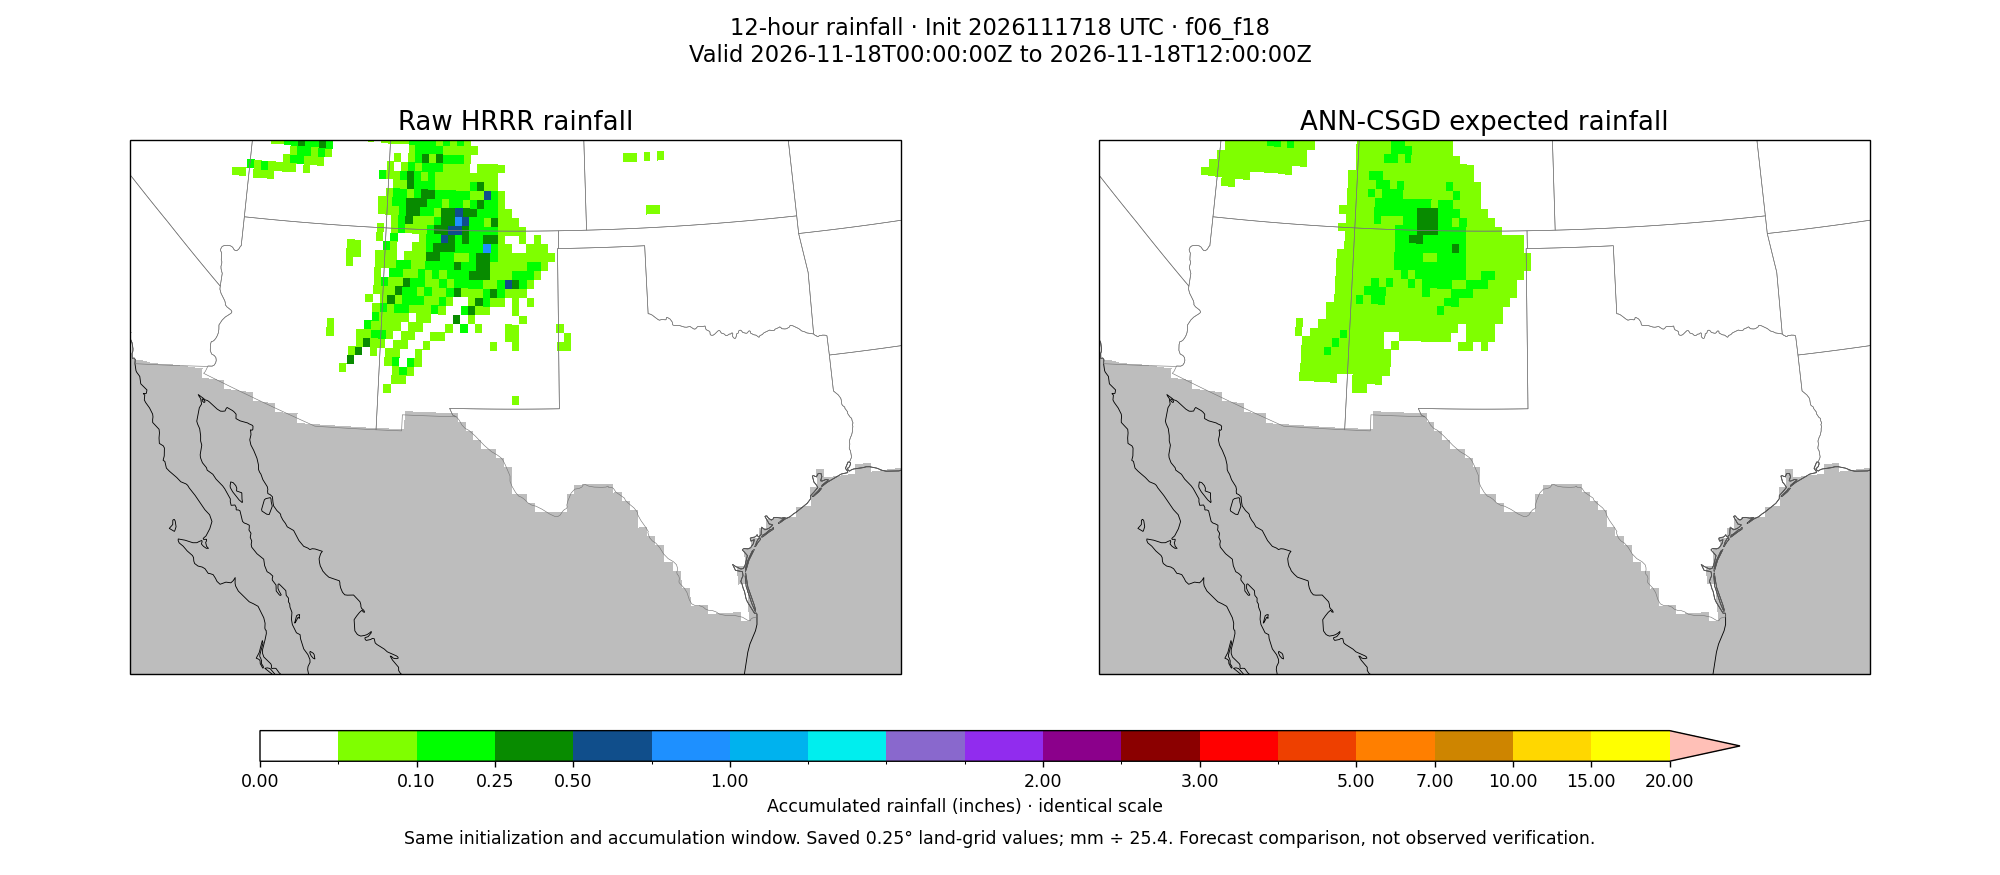 12-hour rainfall · Init 2026111718 UTC · f06_f18
Valid 2026-11-18T00:00:00Z to 2026-11-18T12:00:00Z
Raw HRRR rainfall
ANN-CSGD expected rainfall
0.00 0.10 0.25 0.50 1.00 2.00 3.00 5.00 7.00 10.00 15.00 20.00
Accumulated rainfall (inches) · identical scale
Same initialization and accumulation window. Saved 0.25° land-grid values; mm ÷ 25.4. Forecast comparison, not observed verification.